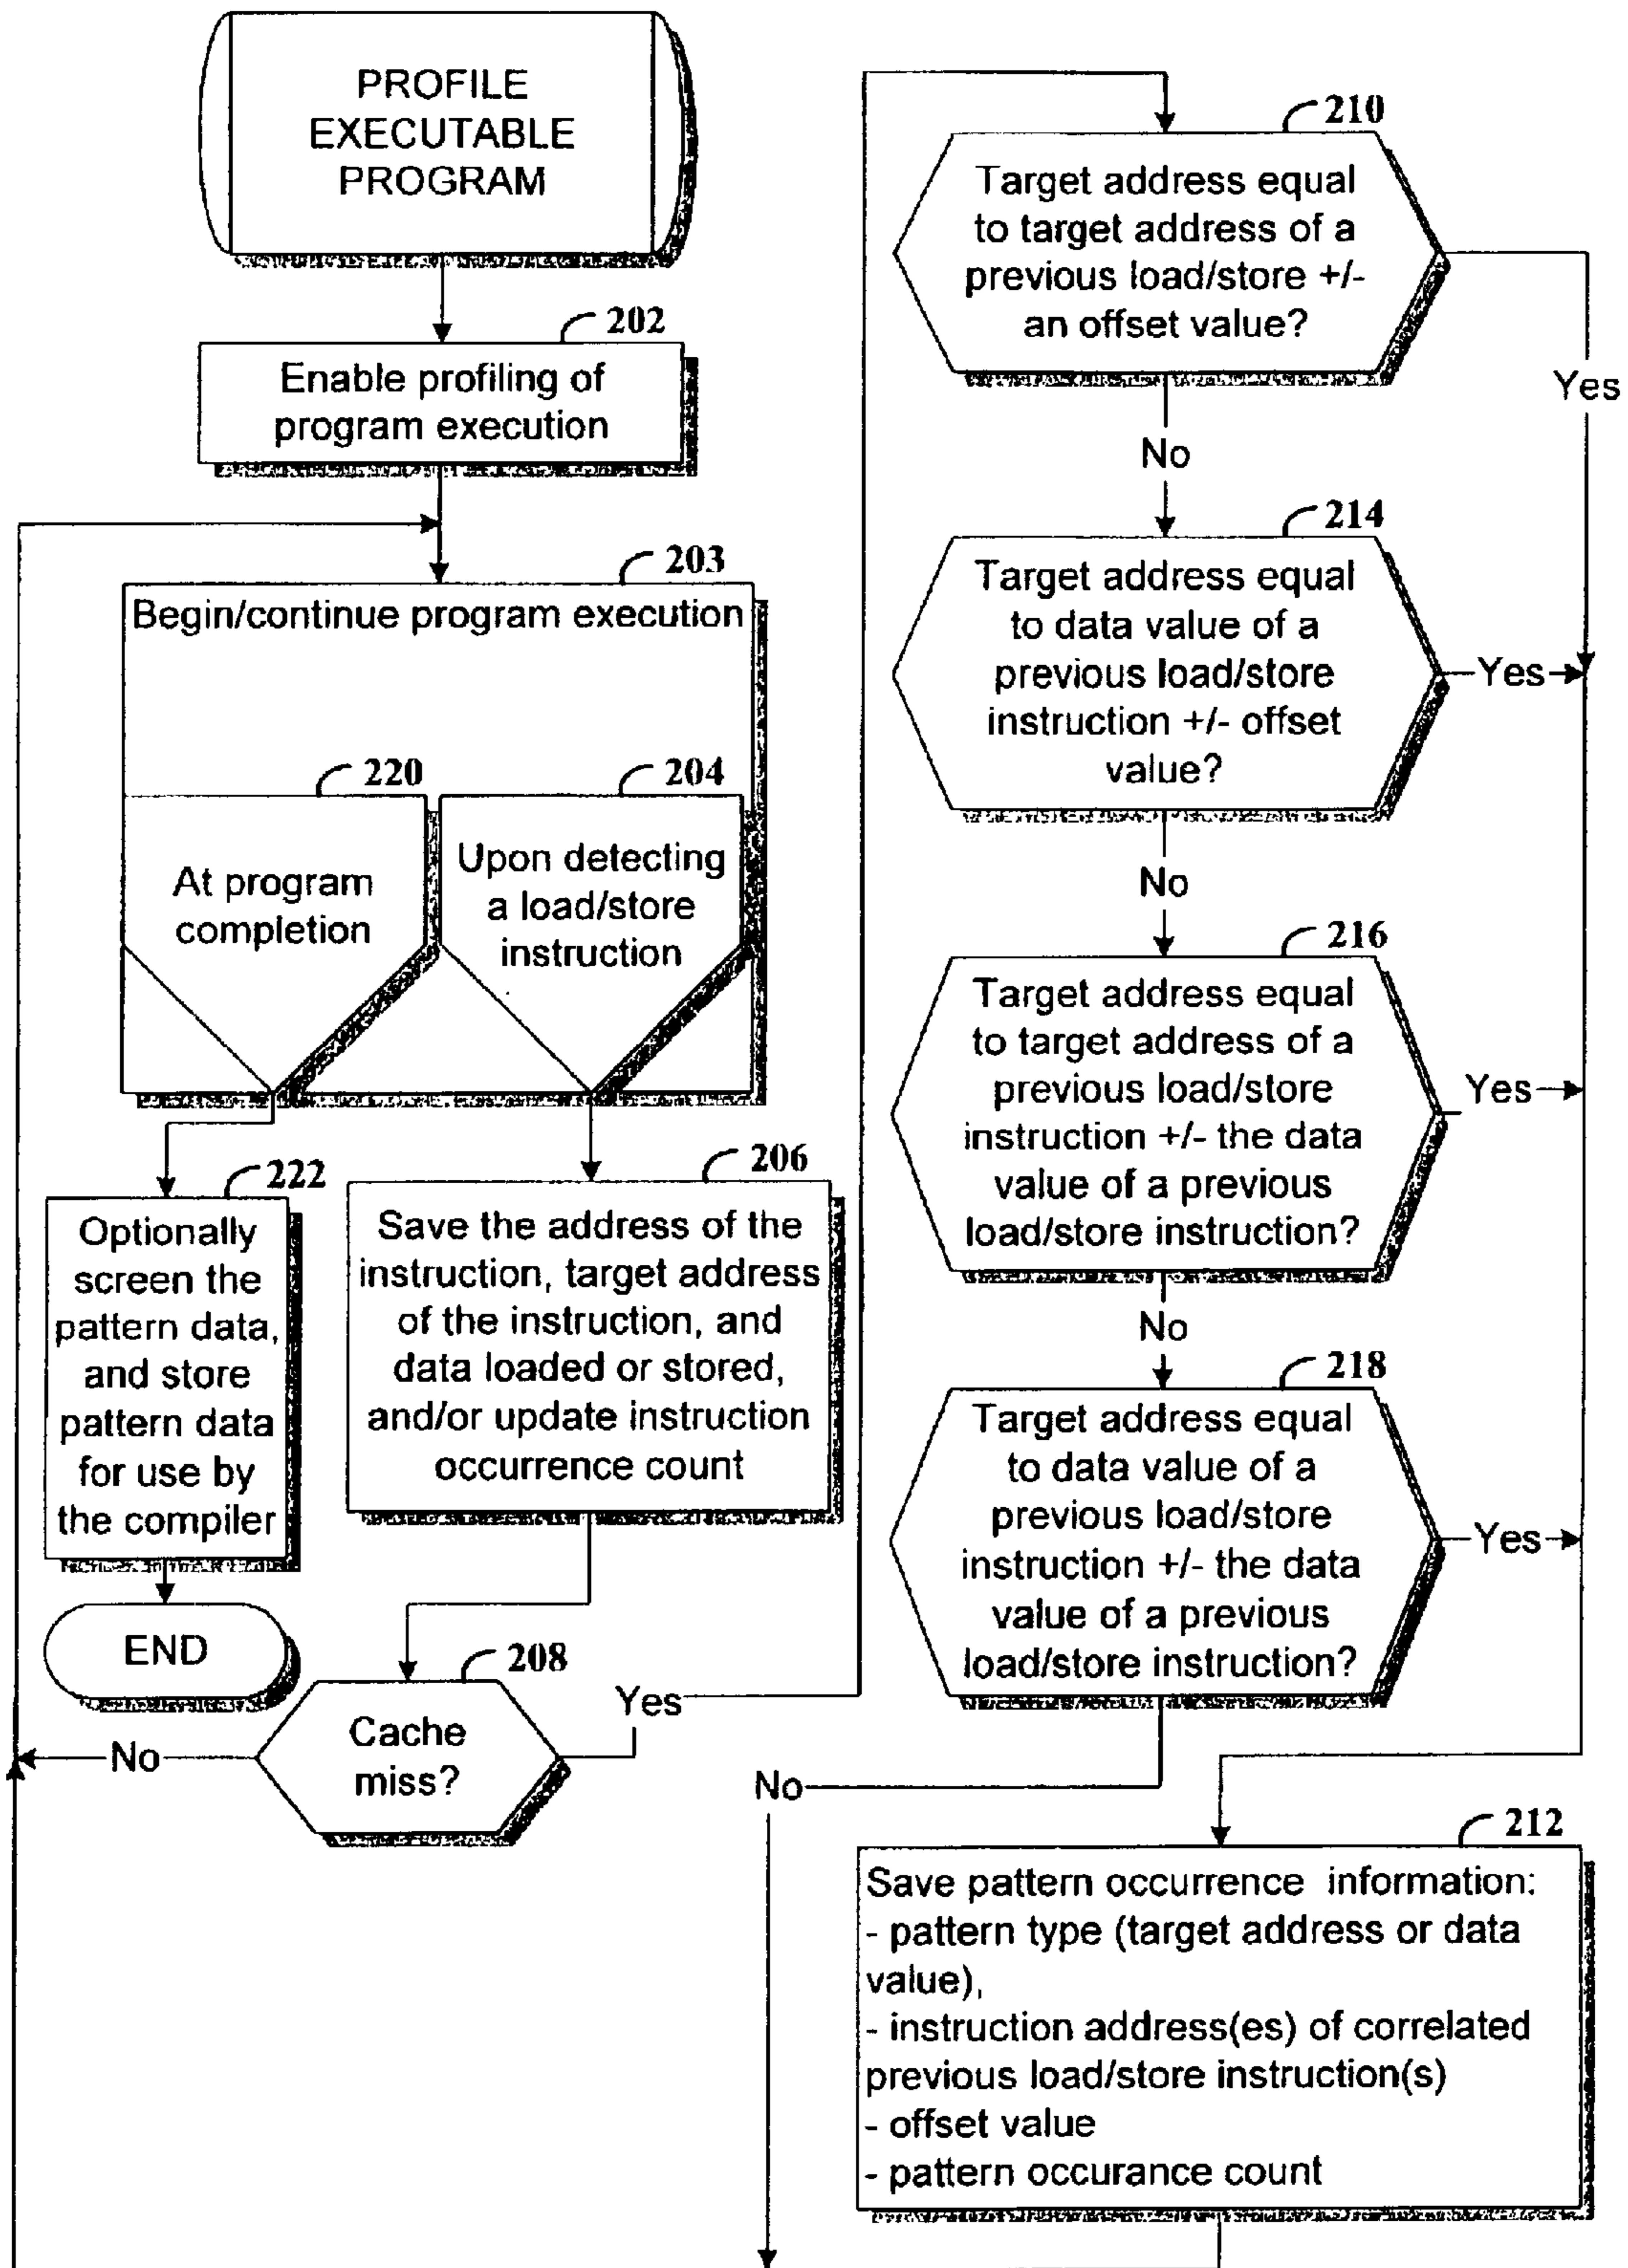 PROFILE
EXECUTABLE
PROGRAM
202
Enable profiling of
program execution
203
Begin/continue program execution
220
At program
completion
204
Upon detecting
a load/store
instruction
222
Optionally
screen the
pattern data,
and store
pattern data
for use by
the compiler
END
206
Save the address of the
instruction, target address
of the instruction, and
data loaded or stored,
and/or update instruction
occurrence count
208
Cache
miss?
No
Yes
210
Target address equal
to target address of a
previous load/store +/-
an offset value?
Yes
No
214
Target address equal
to data value of a
previous load/store
instruction +/- offset
value?
Yes
No
216
Target address equal
to target address of a
previous load/store
instruction +/- the data
value of a previous
load/store instruction?
Yes
No
218
Target address equal
to data value of a
previous load/store
instruction +/- the data
value of a previous
load/store instruction?
Yes
No
212
Save pattern occurrence information:
- pattern type (target address or data
value),
- instruction address(es) of correlated
previous load/store instruction(s)
- offset value
- pattern occurance count